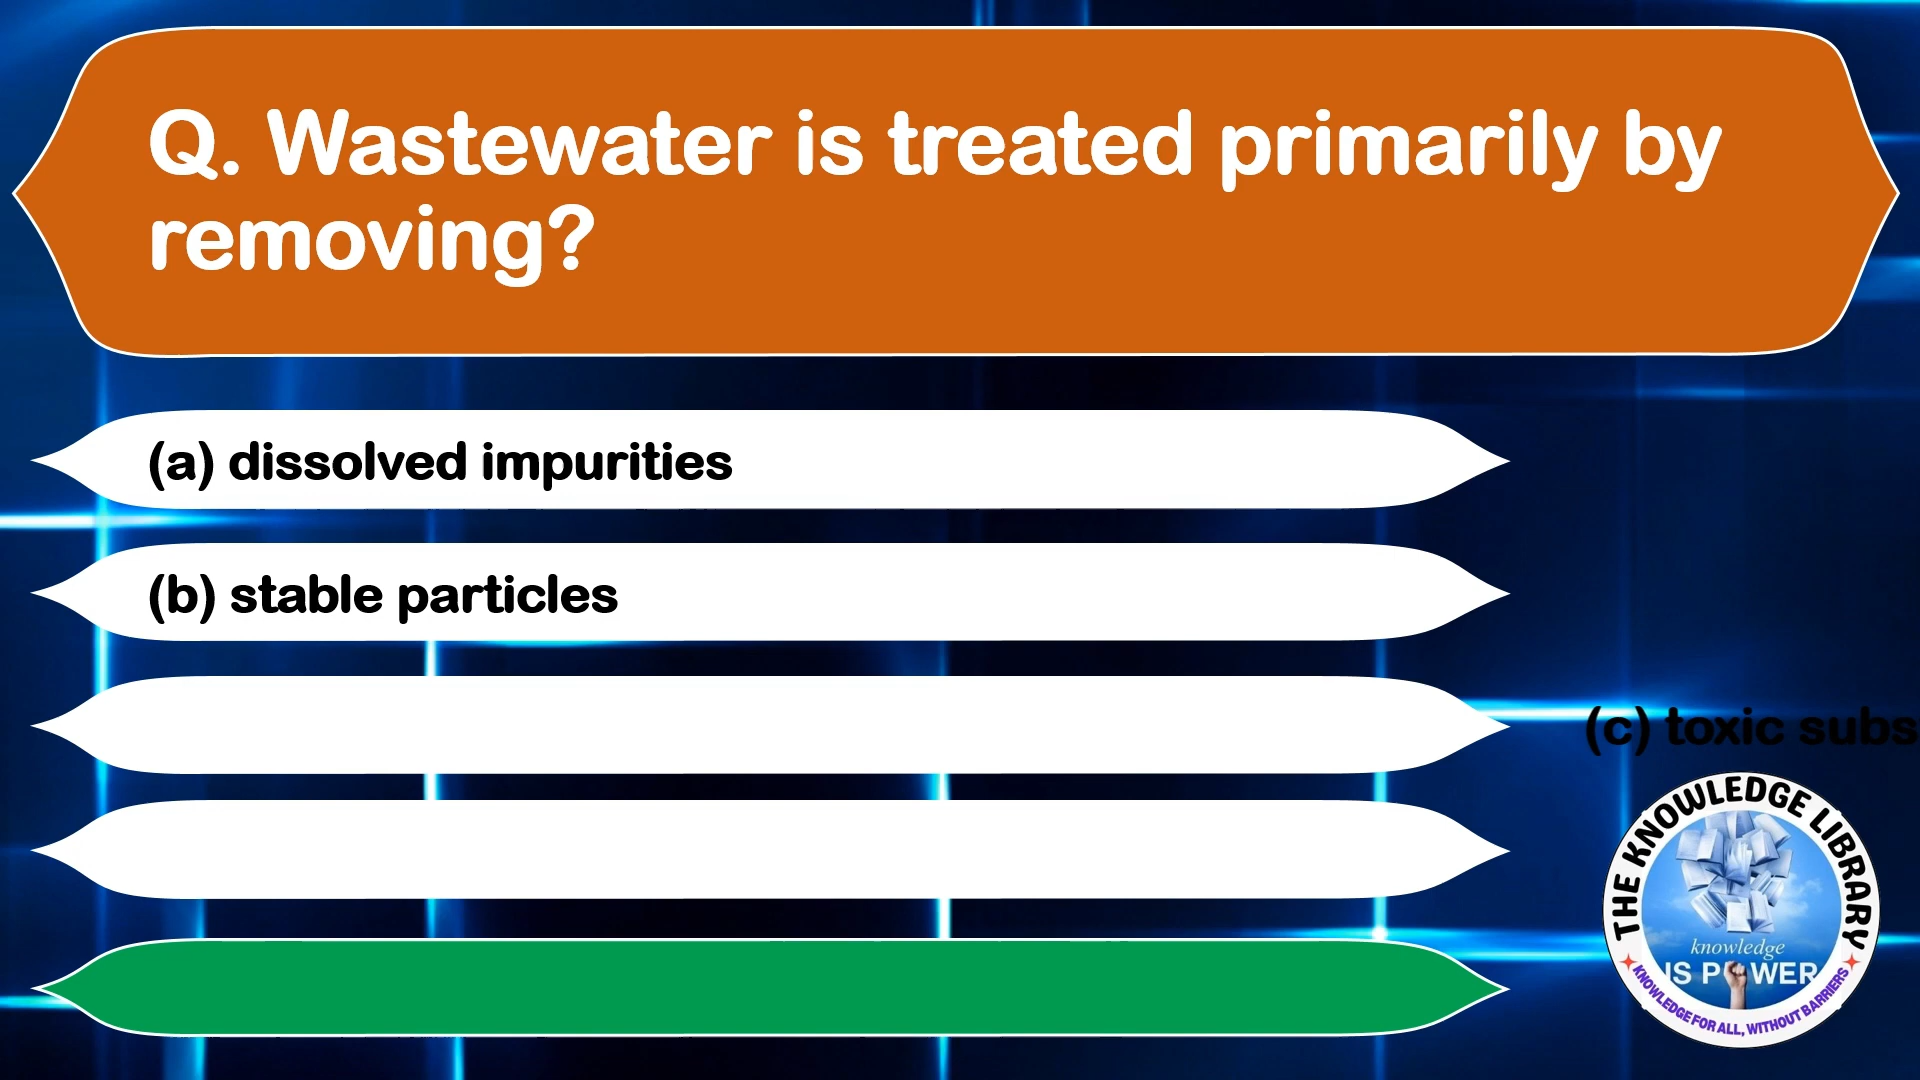 Q. Wastewater is treated primarily by
removing?
(a) dissolved impurities
(b) stable particles
(c) toxic subs
THE KNOWLEDGE LIBRARY
knowledge
IS POWER
KNOWLEDGE FOR ALL, WITHOUT BARRIERS